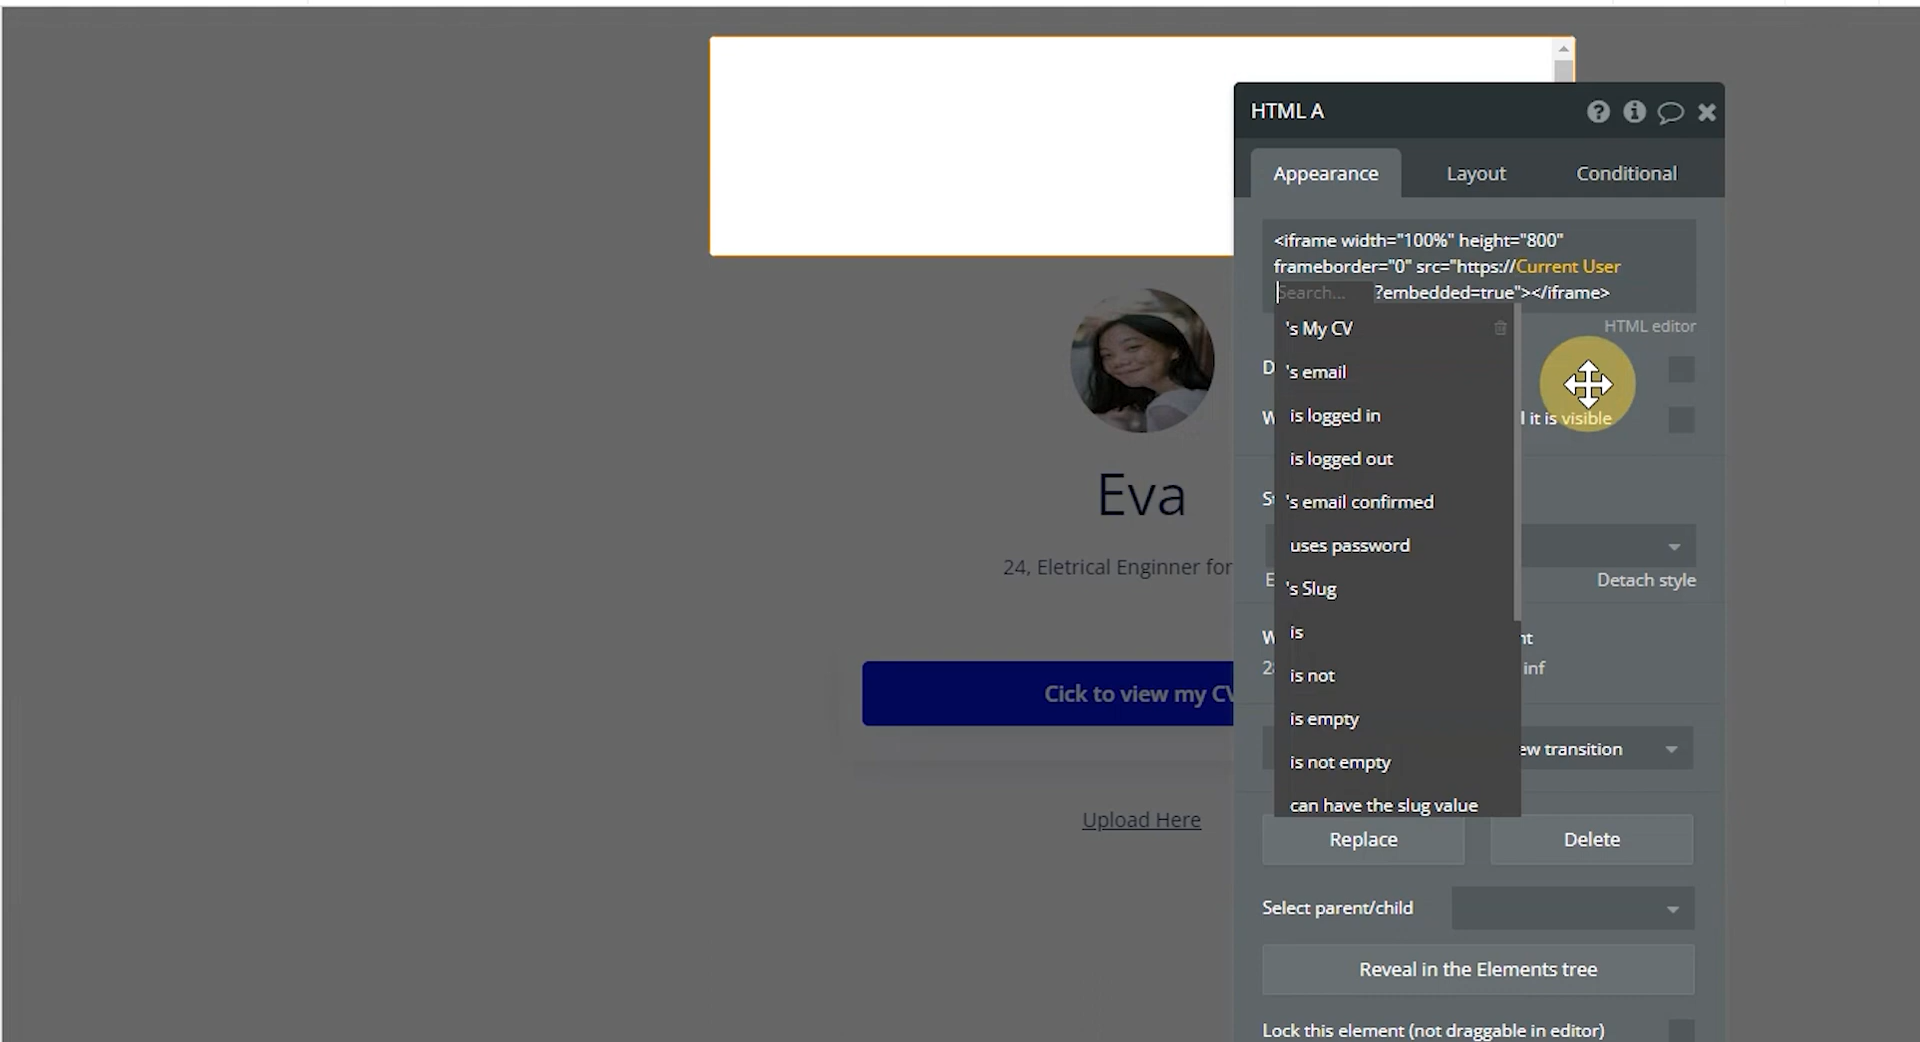 HTML A
Appearance
Layout
Conditional
<iframe width="100%" height="800"
frameborder="0" src="https://Current User
Search... ?embedded=true"></iframe>
HTML editor
's My CV
's email
is logged in
it is visible
is logged out
's email confirmed
uses password
's Slug
Detach style
is
is not
inf
is empty
is not empty
can have the slug value
Replace
Delete
Select parent/child
Reveal in the Elements tree
Lock this element (not draggable in editor)
Eva
24, Eletrical Enginner for
Cick to view my CV
transition
Upload Here